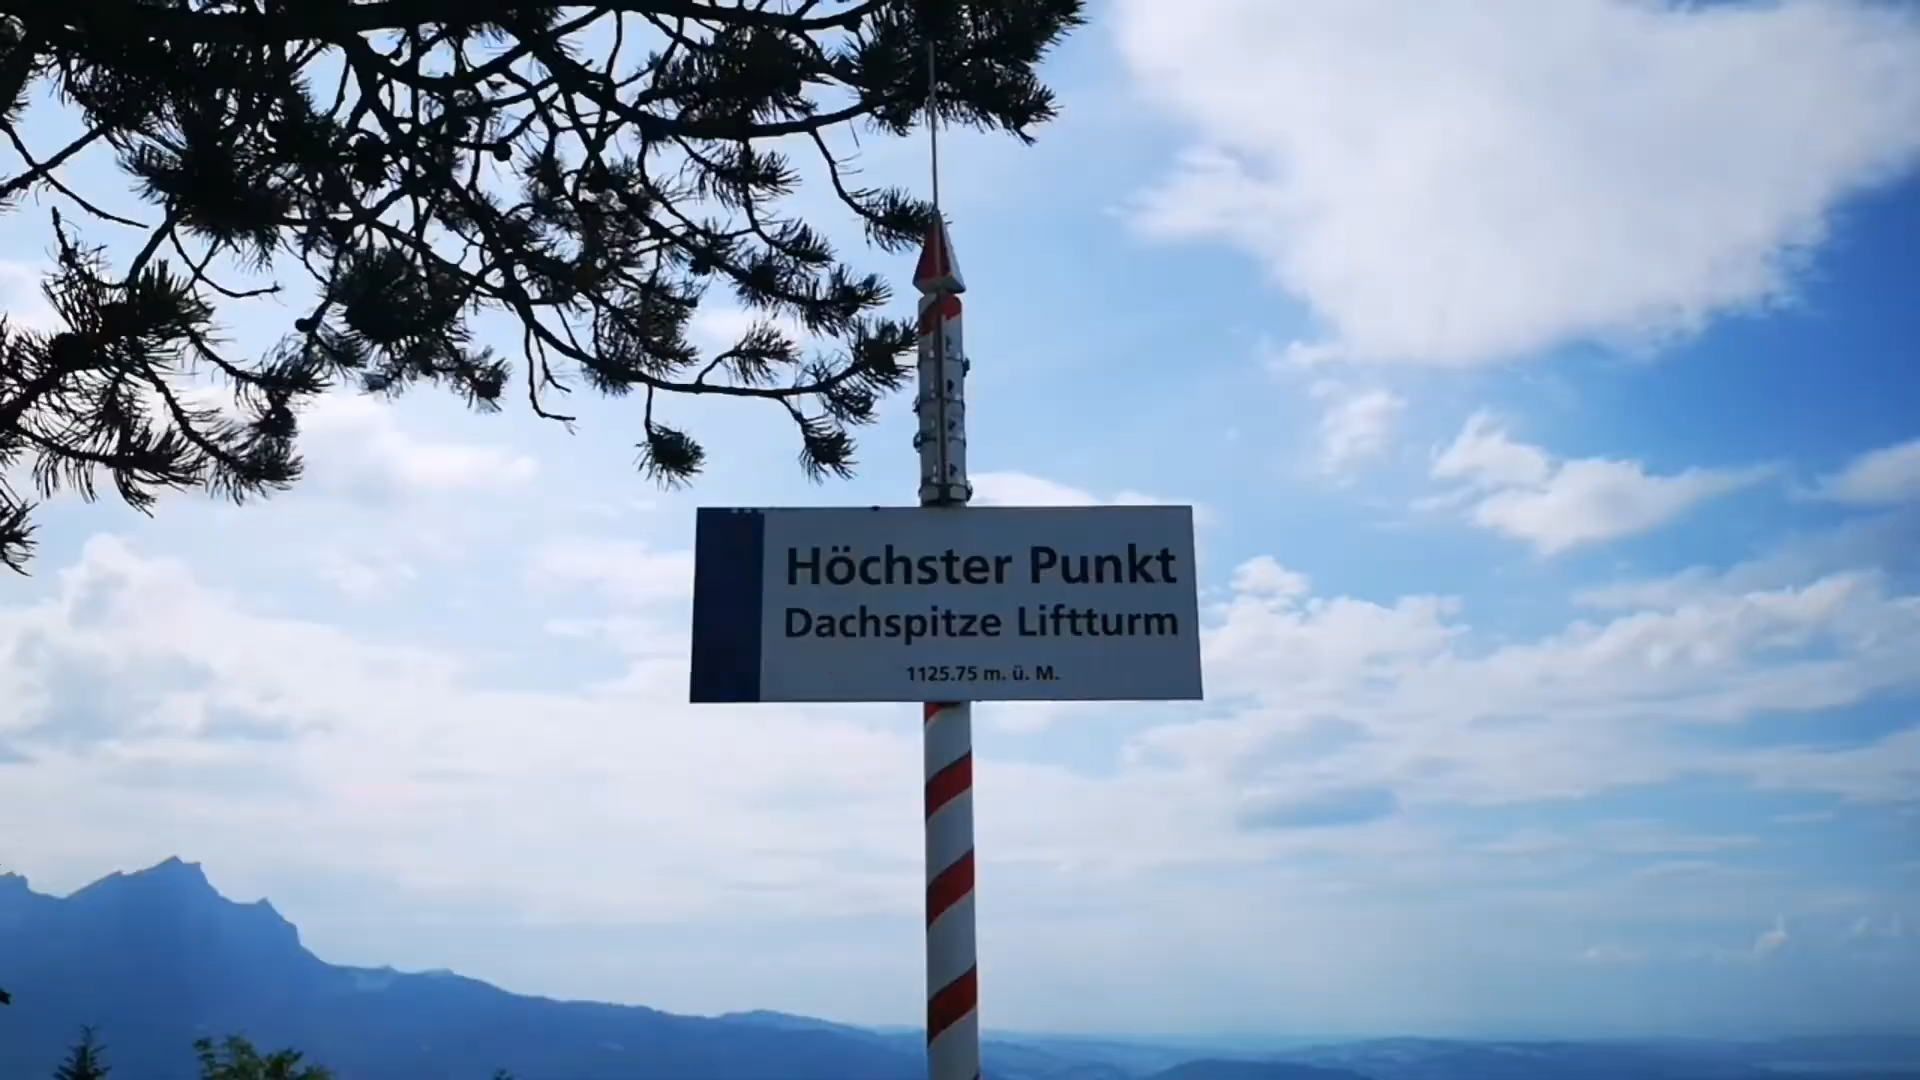 Höchster Punkt
Dachspitze Liftturm
1125.75 m. ü. M.